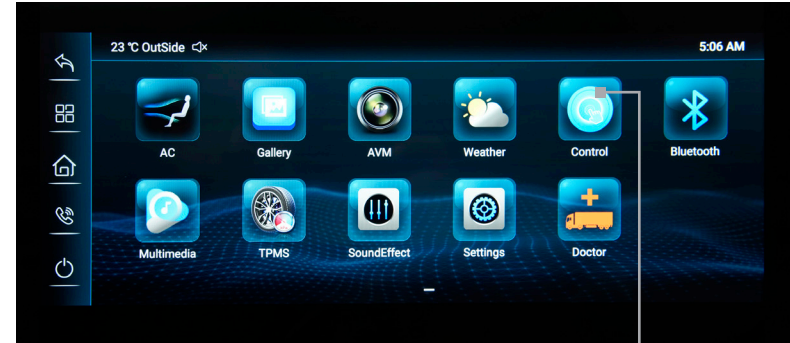 23 °C OutSide
5:06 AM
AC
Gallery
AVM
Weather
Control
Bluetooth
Multimedia
TPMS
SoundEffect
Settings
Doctor